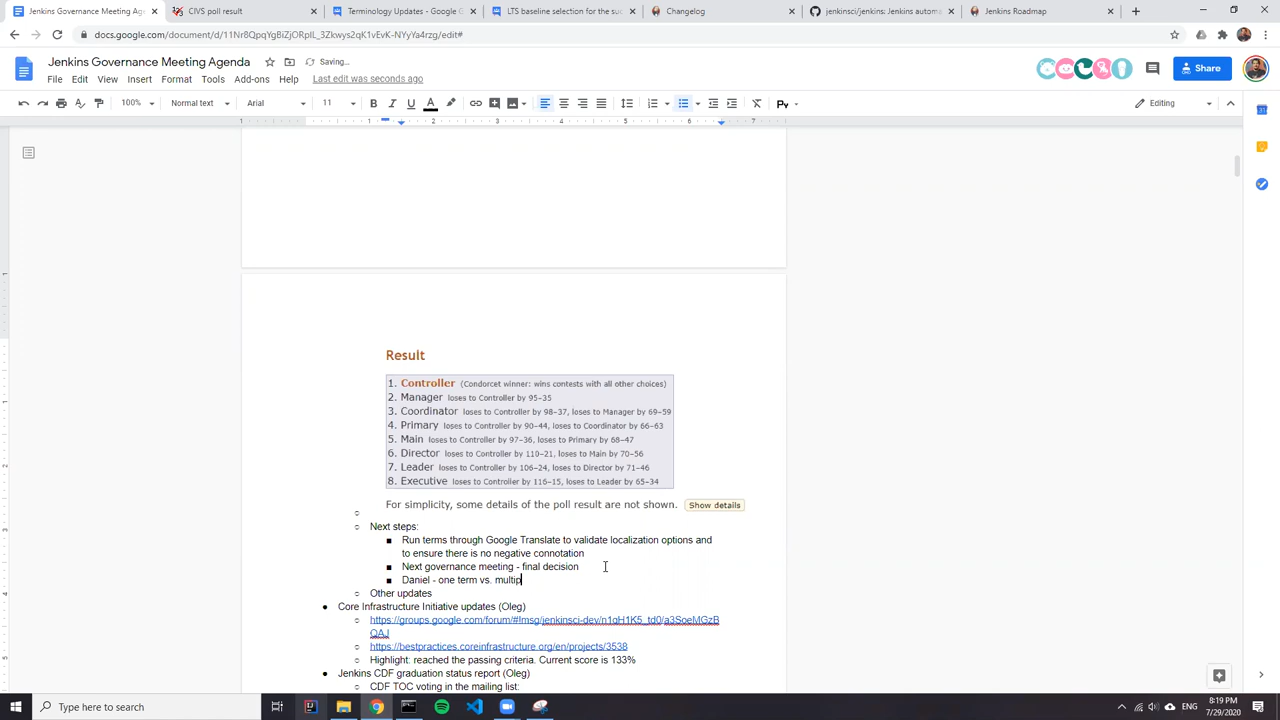 Jenkins Governance Meeting Age
CIVS poll result
Terminology Updates - Google G
LTS baseline selection for the suc
Changelog
jenkinsci/jenkins: Jenkins automa
Jenkins Roadmap
docs.google.com/document/d/11Nr8QpqYgBiZjORpIL_3Zkwys2qK1vEvK-NYyYa4rzg/edit#
Jenkins Governance Meeting Agenda
Saving...
File Edit View Insert Format Tools Add-ons Help Last edit was seconds ago
Share
100% Normal text Arial 11 B I U A Editing
1 1 2 3 4 5 6 7
Result
1. Controller (Condorcet winner: wins contests with all other choices)
2. Manager loses to Controller by 95–35
3. Coordinator loses to Controller by 98–37, loses to Manager by 69–59
4. Primary loses to Controller by 90–44, loses to Coordinator by 66–63
5. Main loses to Controller by 97–36, loses to Primary by 68–47
6. Director loses to Controller by 110–21, loses to Main by 70–56
7. Leader loses to Controller by 106–24, loses to Director by 71–46
8. Executive loses to Controller by 116–15, loses to Leader by 65–34
For simplicity, some details of the poll result are not shown. Show details
Next steps:
Run terms through Google Translate to validate localization options and
to ensure there is no negative connotation
Next governance meeting - final decision
Daniel - one term vs. multip
Other updates
Core Infrastructure Initiative updates (Oleg)
https://groups.google.com/forum/#!msg/jenkinsci-dev/n1qH1K5_td0/a3SoeMGzB
QAJ
https://bestpractices.coreinfrastructure.org/en/projects/3538
Highlight: reached the passing criteria. Current score is 133%
Jenkins CDF graduation status report (Oleg)
CDF TOC voting in the mailing list:
Type here to search
ENG
8:19 PM
7/29/2020